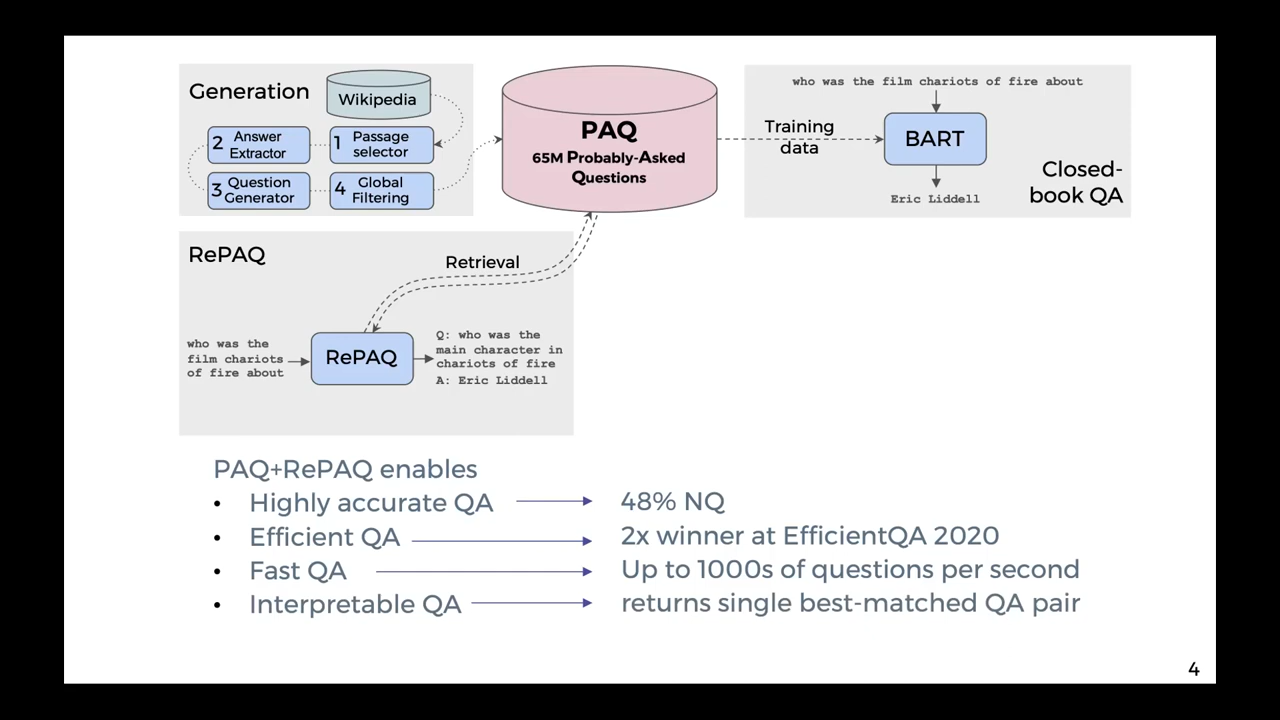 Generation
Wikipedia
2 Answer
Extractor
1 Passage
selector
3 Question
Generator
4 Global
Filtering
PAQ
65M Probably-Asked
Questions
Training
data
who was the film chariots of fire about
BART
Eric Liddell
Closed-
book QA
RePAQ
Retrieval
who was the
film chariots
of fire about
RePAQ
Q: who was the
main character in
chariots of fire
A: Eric Liddell
PAQ+RePAQ enables
• Highly accurate QA 48% NQ
• Efficient QA 2x winner at EfficientQA 2020
• Fast QA Up to 1000s of questions per second
• Interpretable QA returns single best-matched QA pair
4